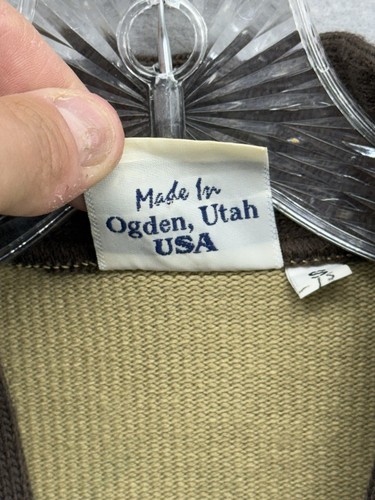 Made In
Ogden, Utah
USA